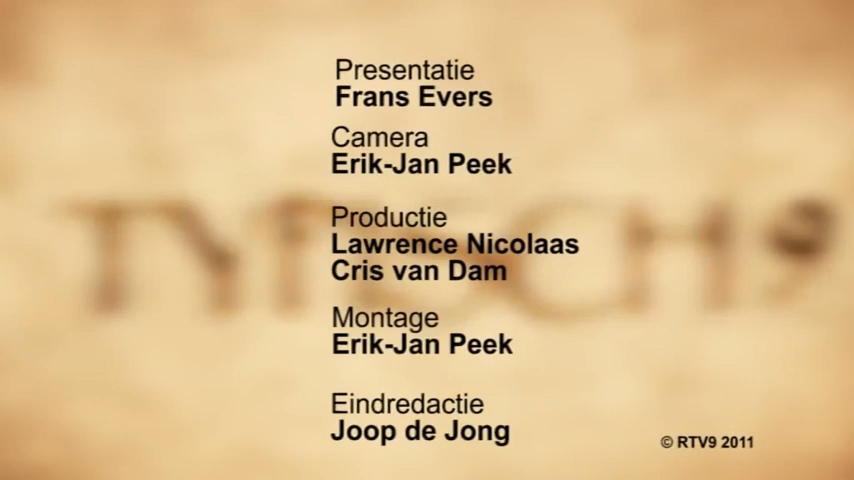 Presentatie
Frans Evers
Camera
Erik-Jan Peek
Productie
Lawrence Nicolaas
Cris van Dam
Montage
Erik-Jan Peek
Eindredactie
Joop de Jong
© RTV9 2011